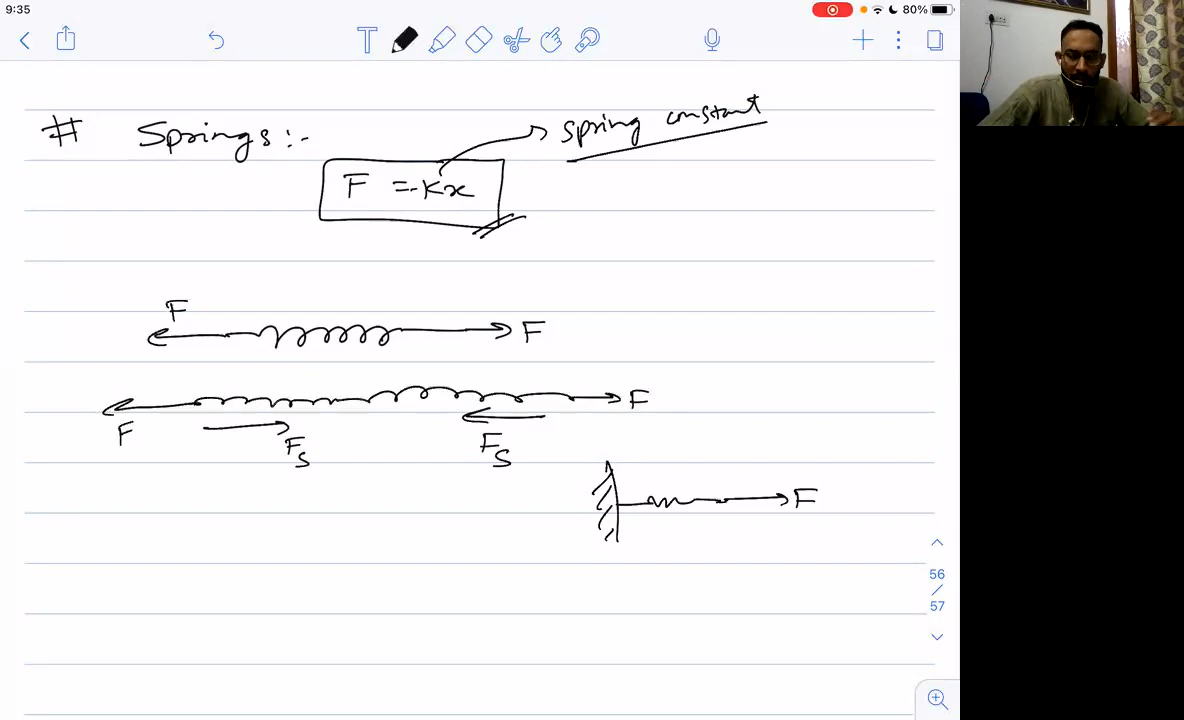 9:35
80%
T
# Springs :-
spring constant
F = -Kx
F
F
F
F
Fs
Fs
F
56
/
57